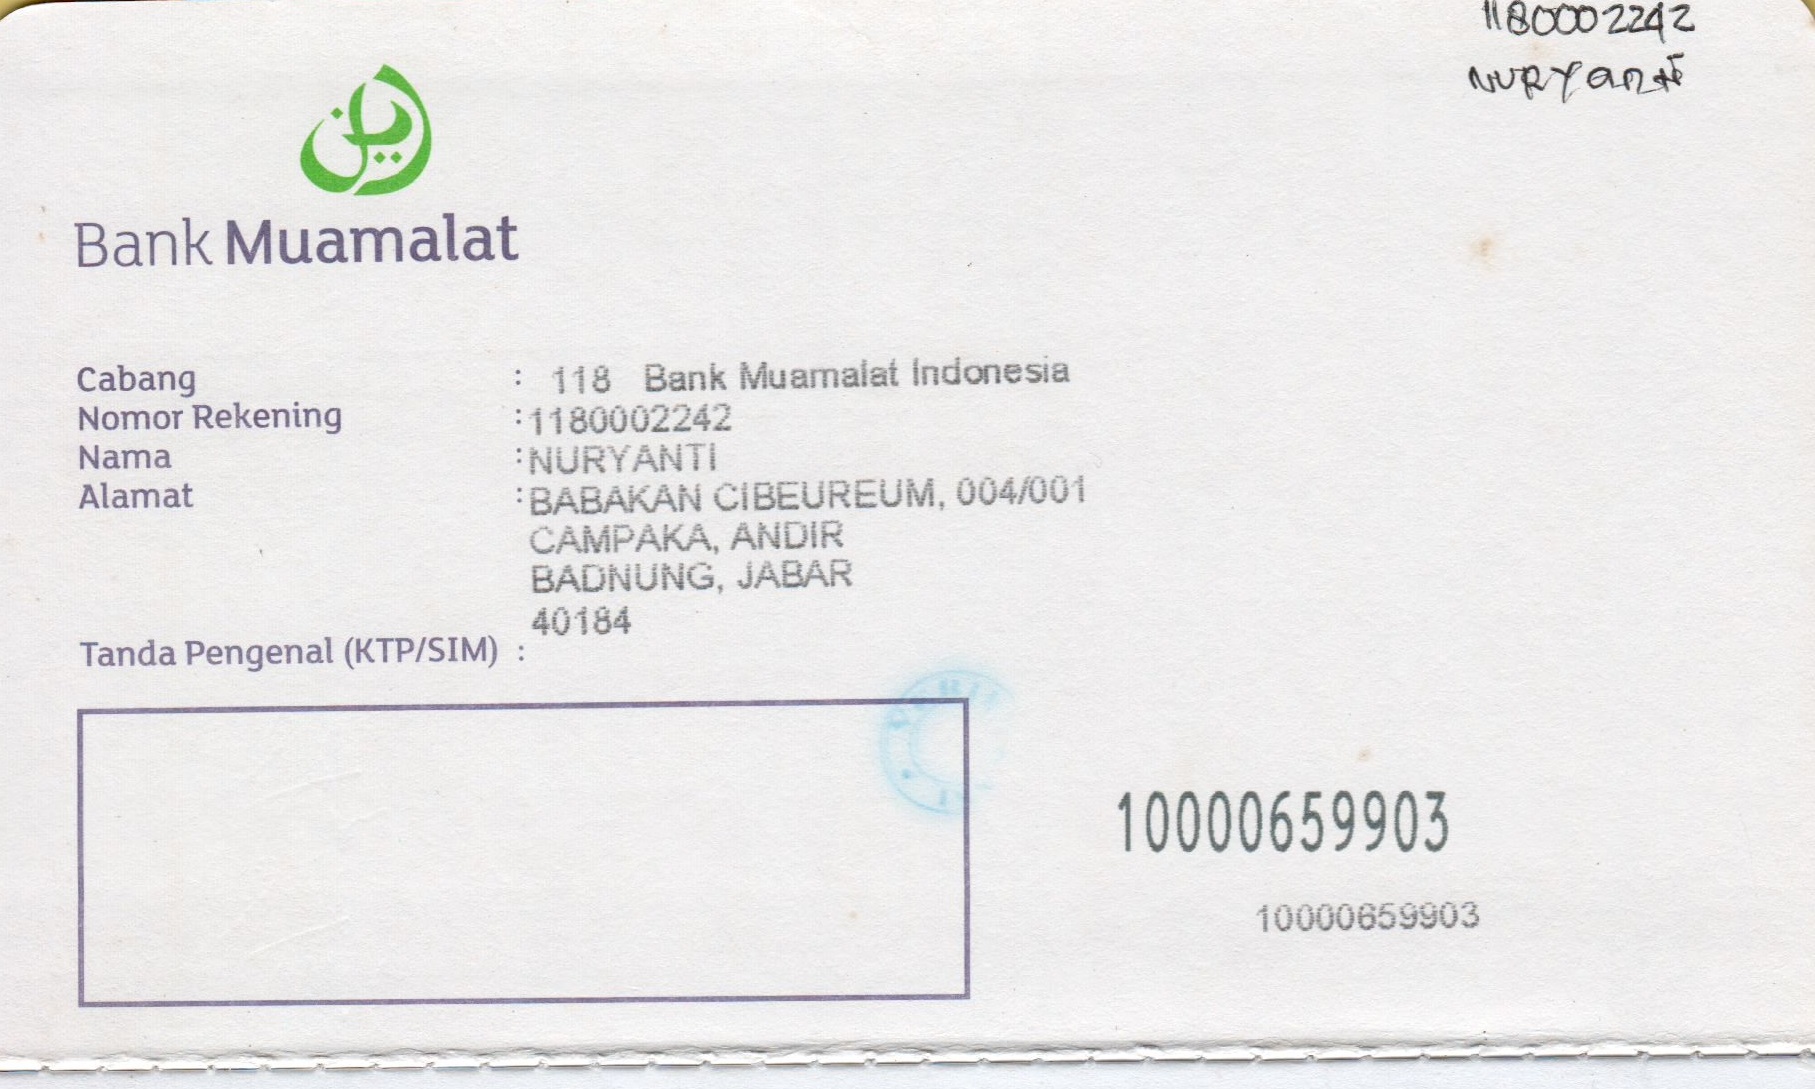 1180002242
NURYanti
Bank Muamalat
Cabang : 118 Bank Muamalat Indonesia
Nomor Rekening :1180002242
Nama :NURYANTI
Alamat :BABAKAN CIBEUREUM, 004/001
CAMPAKA, ANDIR
BADNUNG, JABAR
40184
Tanda Pengenal (KTP/SIM) :
10000659903
10000659903